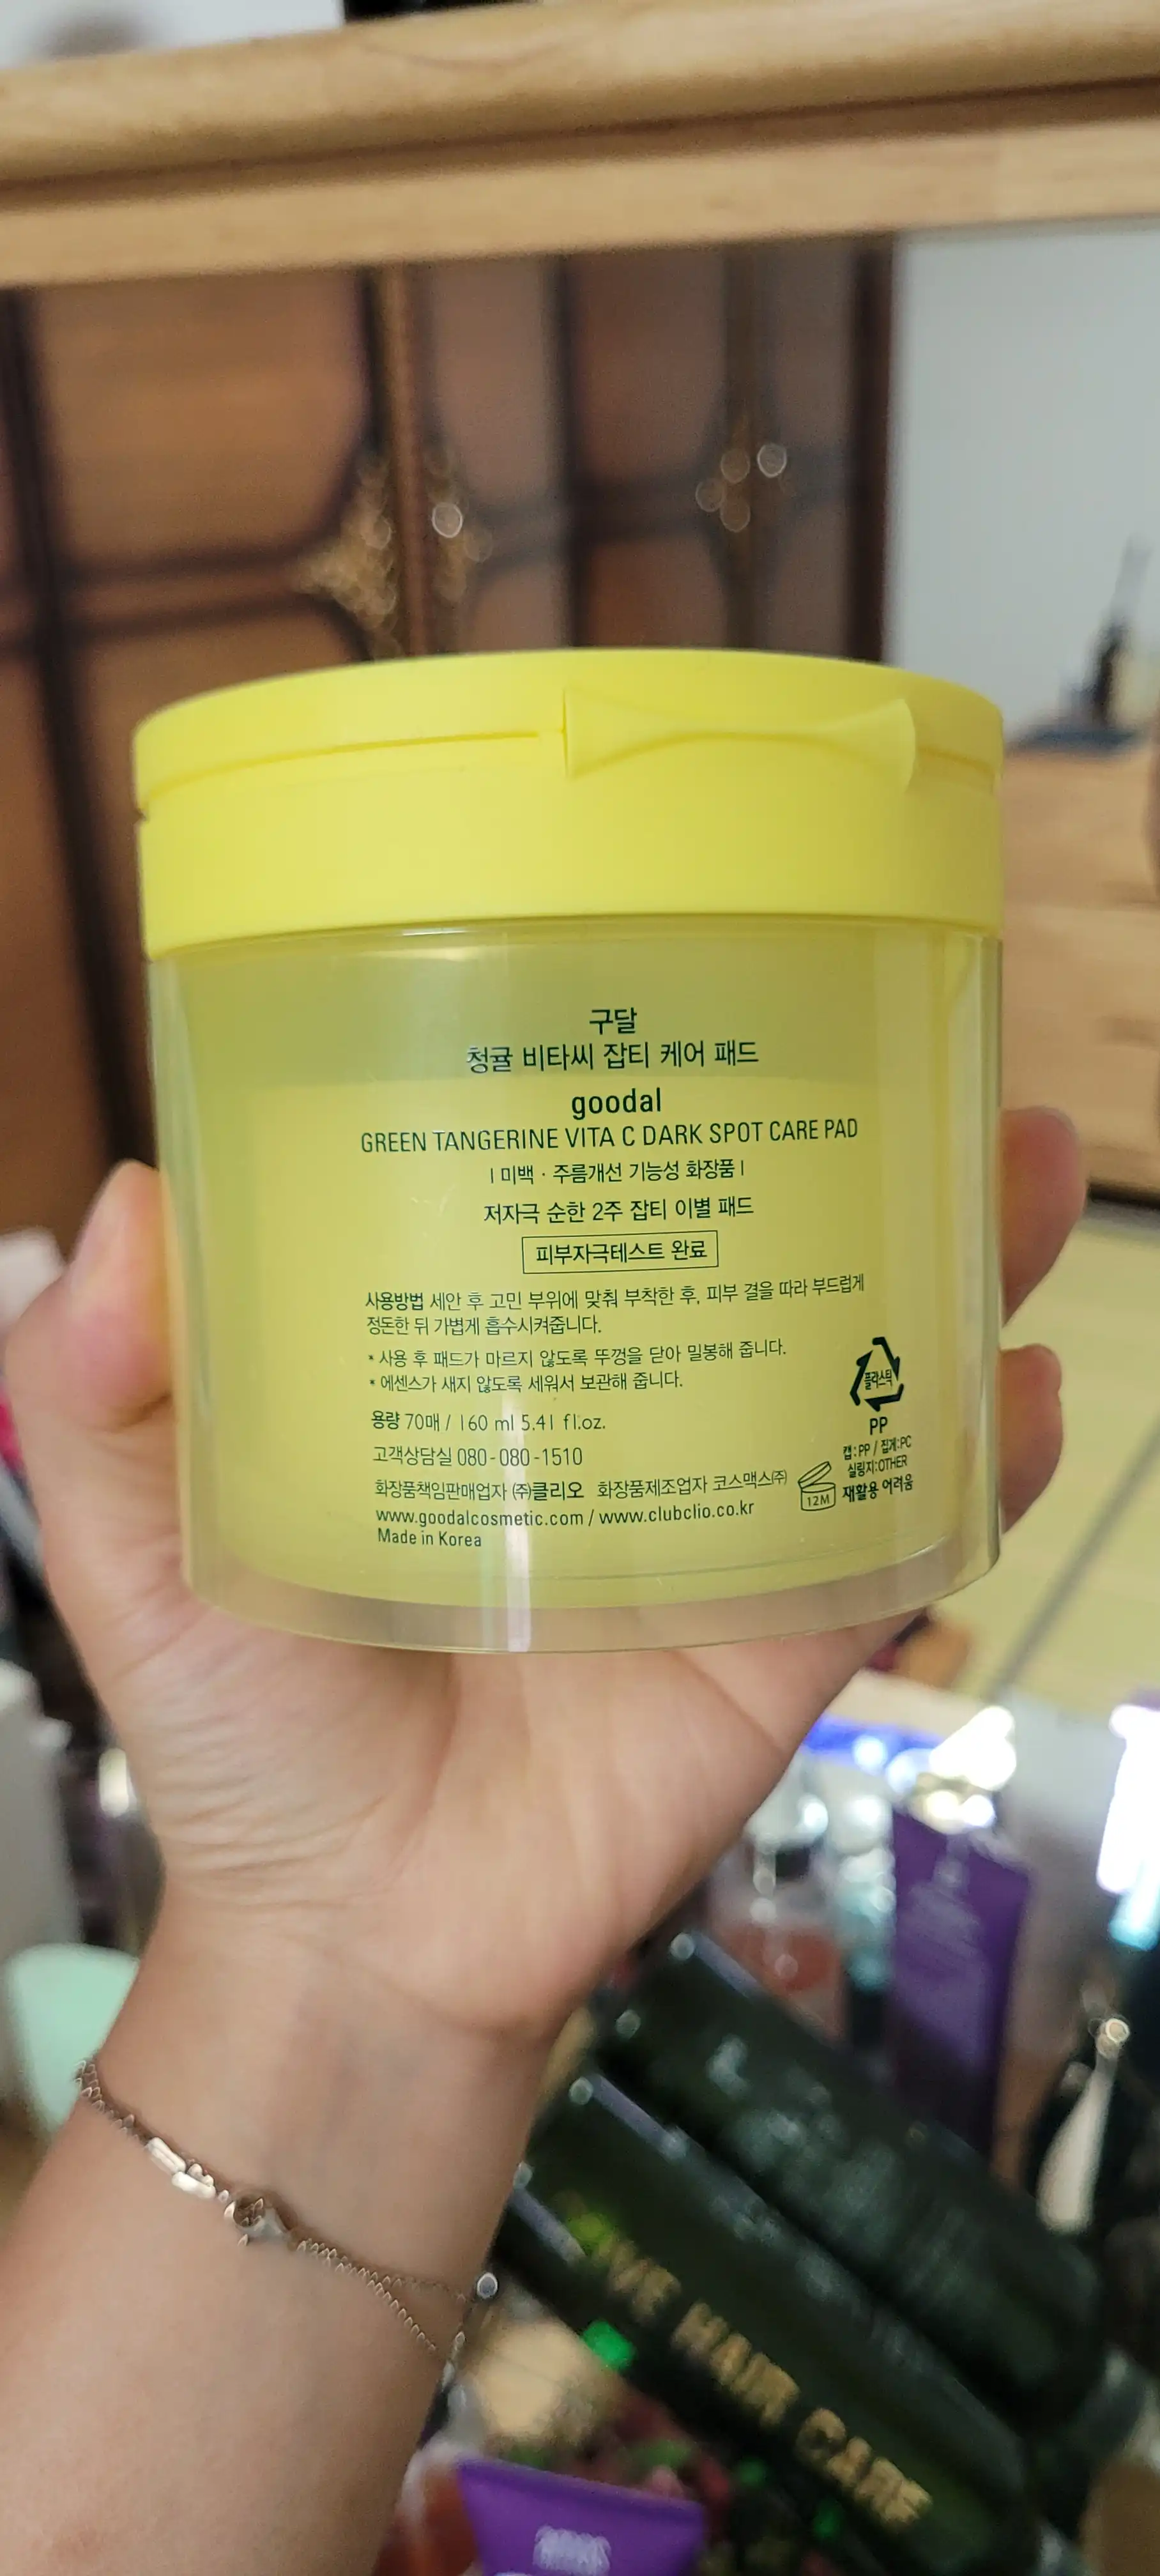 구달
청귤 비타씨 잡티 케어 패드
goodal
GREEN TANGERINE VITA C DARK SPOT CARE PAD
| 미백 · 주름개선 기능성 화장품 |
저자극 순한 2주 잡티 이별 패드
피부자극테스트 완료
사용방법 세안 후 고민 부위에 맞춰 부착한 후, 피부 결을 따라 부드럽게
정돈한 뒤 가볍게 흡수시켜줍니다.
* 사용 후 패드가 마르지 않도록 뚜껑을 닫아 밀봉해 줍니다.
* 에센스가 새지 않도록 세워서 보관해 줍니다.
용량 70매 / 160 ml 5.41 fl.oz.
고객상담실 080-080-1510
화장품책임판매업자 ㈜클리오 화장품제조업자 코스맥스㈜
www.goodalcosmetic.com / www.clubclio.co.kr
Made in Korea
12M
플라스틱
PP
캡:PP / 집게:PC
실링지:OTHER
재활용 어려움
HAIR CARE